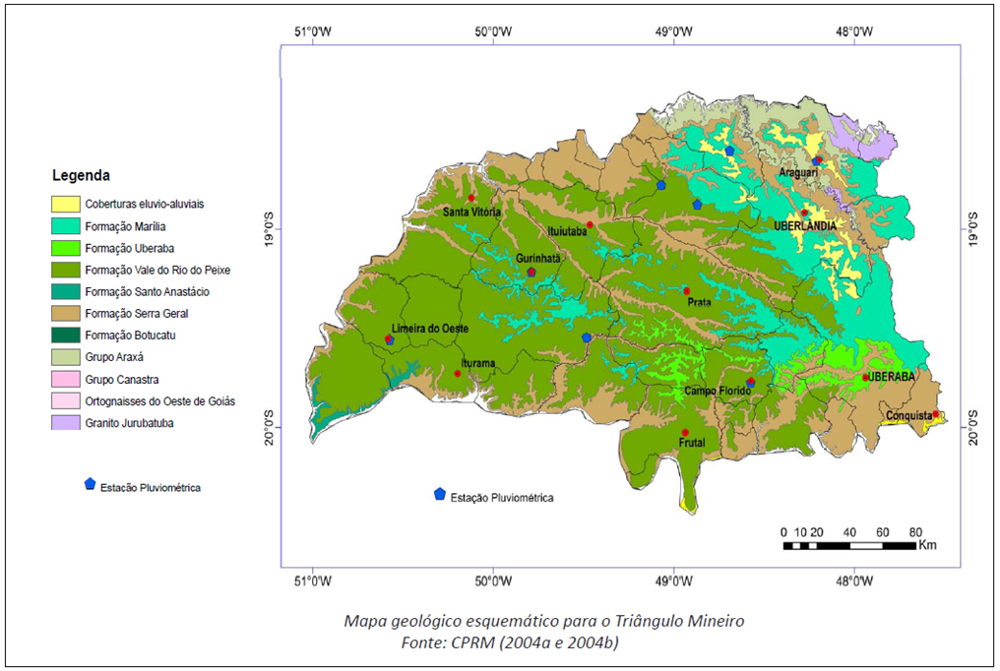 51°0'W 50°0'W 49°0'W 48°0'W
Legenda
Coberturas eluvio-aluviais
Formação Marília
Formação Uberaba
Formação Vale do Rio do Peixe
Formação Santo Anastácio
Formação Serra Geral
Formação Botucatu
Grupo Araxá
Grupo Canastra
Ortognaisses do Oeste de Goiás
Granito Jurubatuba
Estação Pluviométrica
19°0'S
20°0'S
Araguari
Santa Vitória
UBERLÂNDIA
Ituiutaba
19°0'S
Gurinhatã
Prata
Limeira do Oeste
Iturama
UBERABA
Campo Florido
Conquista
20°0'S
Frutal
Estação Pluviométrica
0 10 20 40 60 80
Km
51°0'W 50°0'W 49°0'W 48°0'W
Mapa geológico esquemático para o Triângulo Mineiro
Fonte: CPRM (2004a e 2004b)